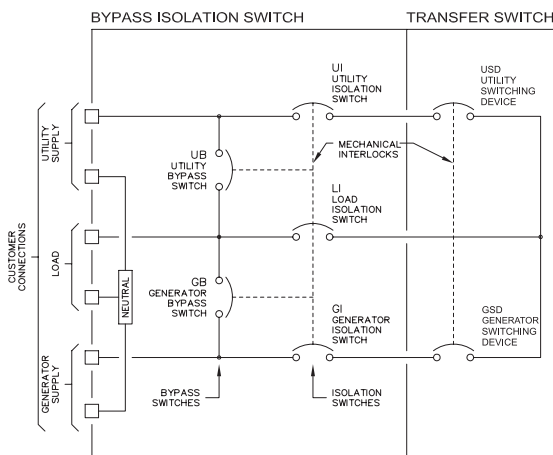 BYPASS ISOLATION SWITCH
TRANSFER SWITCH
CUSTOMER
CONNECTIONS
UTILITY
SUPPLY
LOAD
GENERATOR
SUPPLY
NEUTRAL
UI
UTILITY
ISOLATION
SWITCH
USD
UTILITY
SWITCHING
DEVICE
UB
UTILITY
BYPASS
SWITCH
MECHANICAL
INTERLOCKS
LI
LOAD
ISOLATION
SWITCH
GB
GENERATOR
BYPASS
SWITCH
GI
GENERATOR
ISOLATION
SWITCH
GSD
GENERATOR
SWITCHING
DEVICE
BYPASS
SWITCHES
ISOLATION
SWITCHES